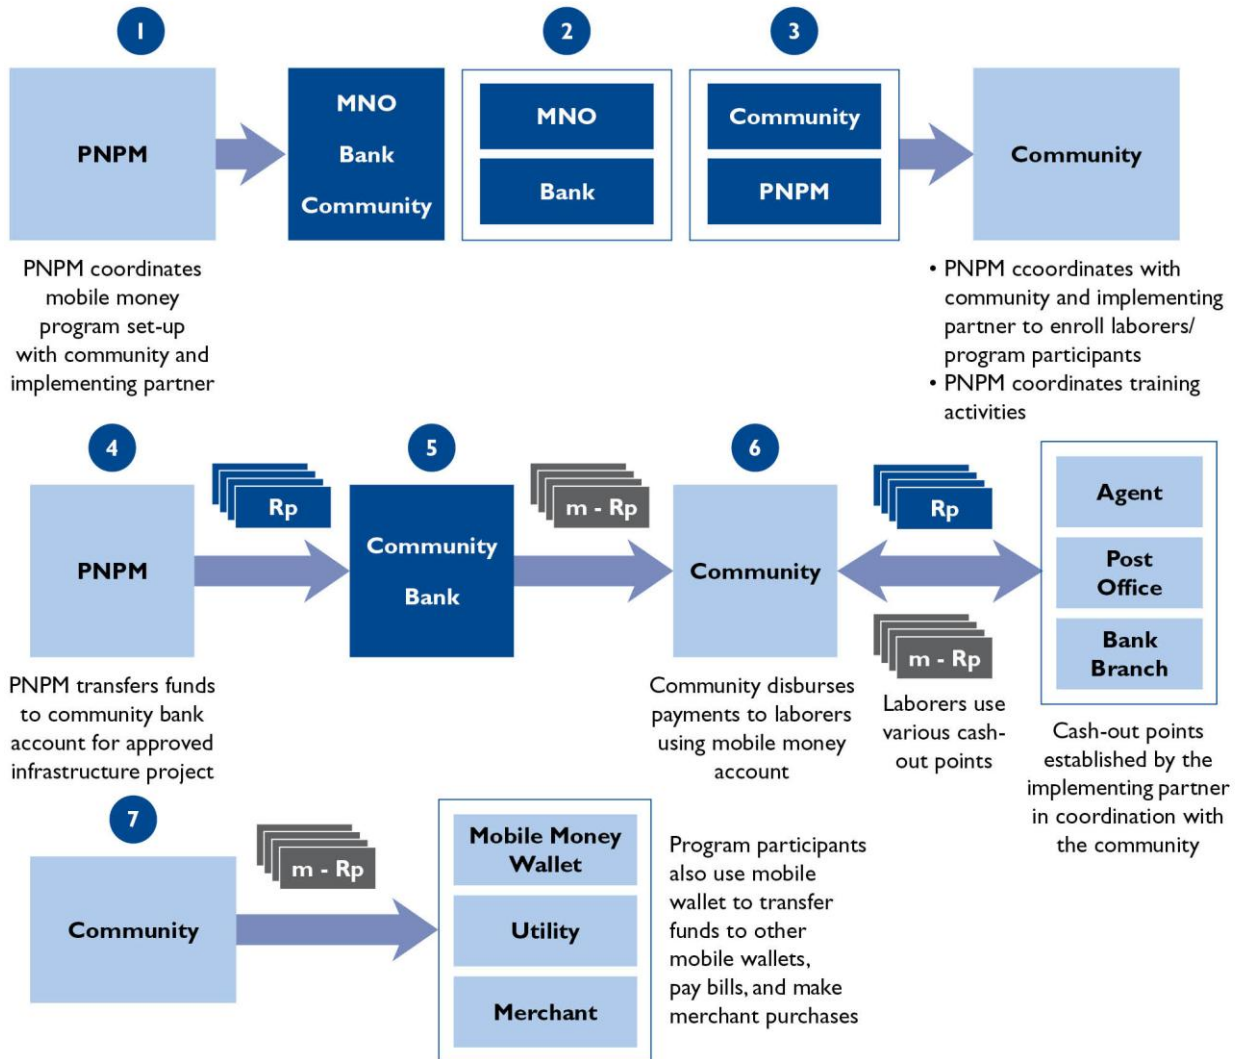 1
2
3
PNPM
MNO
Bank
Community
MNO
Bank
Community
PNPM
Community
PNPM coordinates
mobile money
program set-up
with community and
implementing partner
• PNPM ccoordinates with
community and implementing
partner to enroll laborers/
program participants
• PNPM coordinates training
activities
4
5
6
PNPM
Rp
Community
Bank
m - Rp
Community
Rp
m - Rp
Agent
Post
Office
Bank
Branch
PNPM transfers funds
to community bank
account for approved
infrastructure project
Community disburses
payments to laborers
using mobile money
account
Laborers use
various cash-
out points
Cash-out points
established by the
implementing partner
in coordination with
the community
7
Community
m - Rp
Mobile Money
Wallet
Utility
Merchant
Program participants
also use mobile
wallet to transfer
funds to other
mobile wallets,
pay bills, and make
merchant purchases